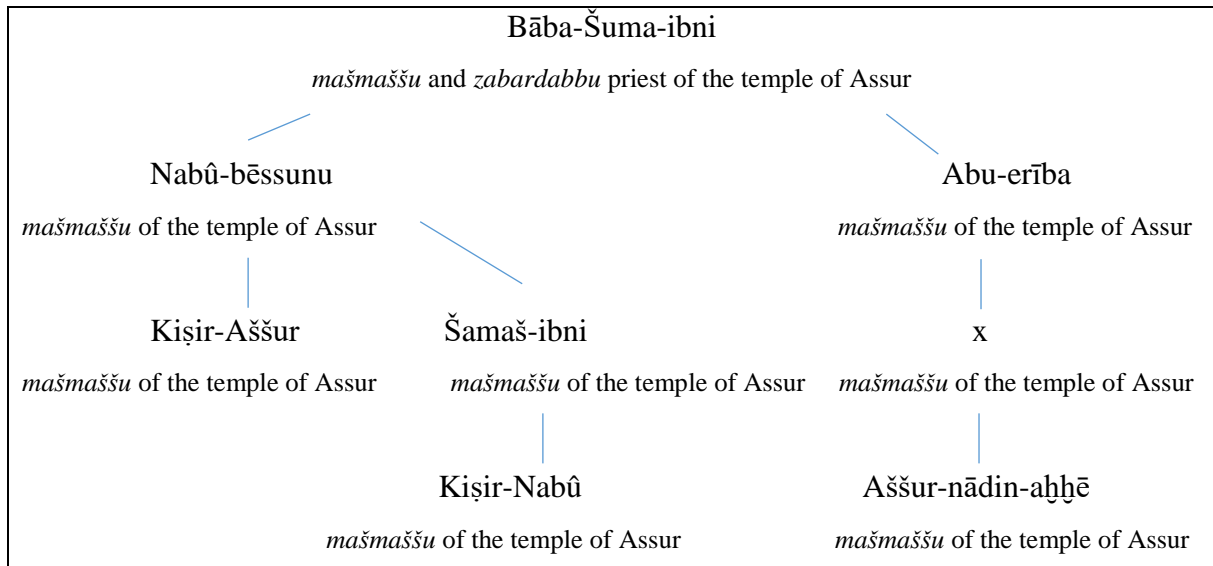 Bāba-Šuma-ibni
mašmaššu and zabardabbu priest of the temple of Assur
Nabû-bēssunu Abu-erība
mašmaššu of the temple of Assur mašmaššu of the temple of Assur
Kiṣir-Aššur Šamaš-ibni x
mašmaššu of the temple of Assur mašmaššu of the temple of Assur mašmaššu of the temple of Assur
Kiṣir-Nabû Aššur-nādin-aḫḫē
mašmaššu of the temple of Assur mašmaššu of the temple of Assur